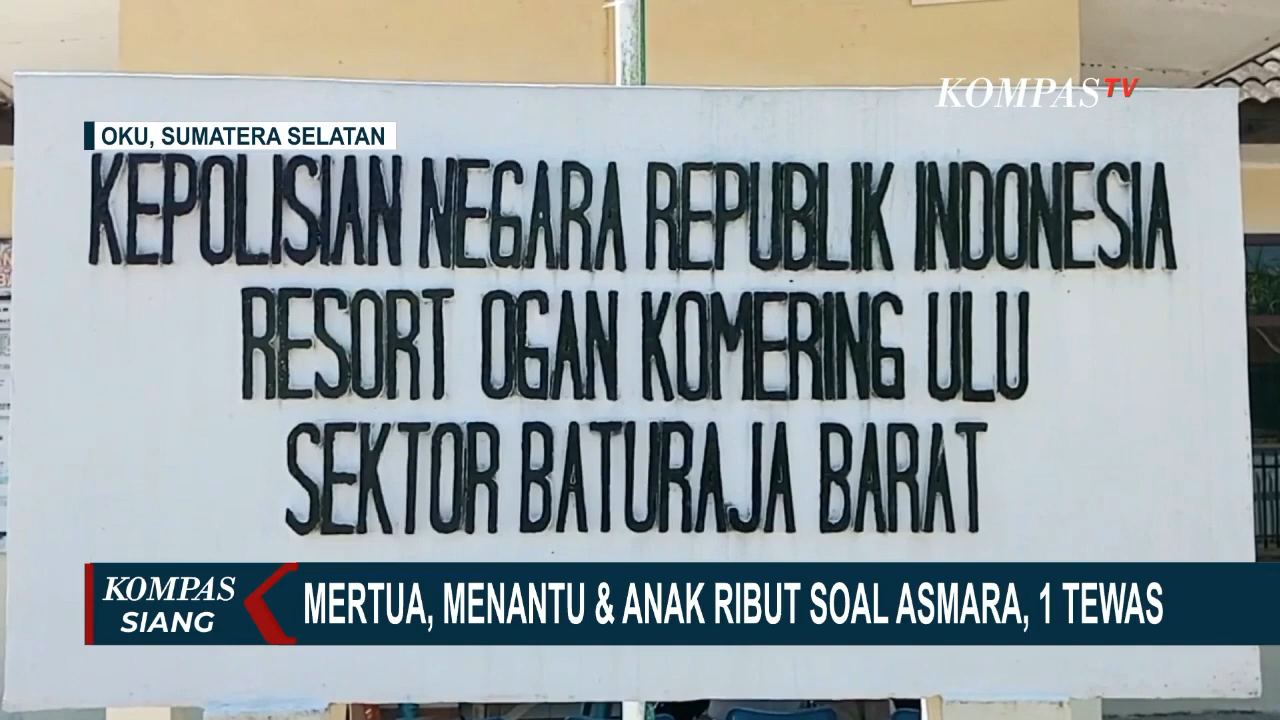 KOMPASTV
OKU, SUMATERA SELATAN
KEPOLISIAN NEGARA REPUBLIK INDONESIA
RESORT OGAN KOMERING ULU
SEKTOR BATURAJA BARAT
KOMPAS
SIANG
MERTUA, MENANTU & ANAK RIBUT SOAL ASMARA, 1 TEWAS